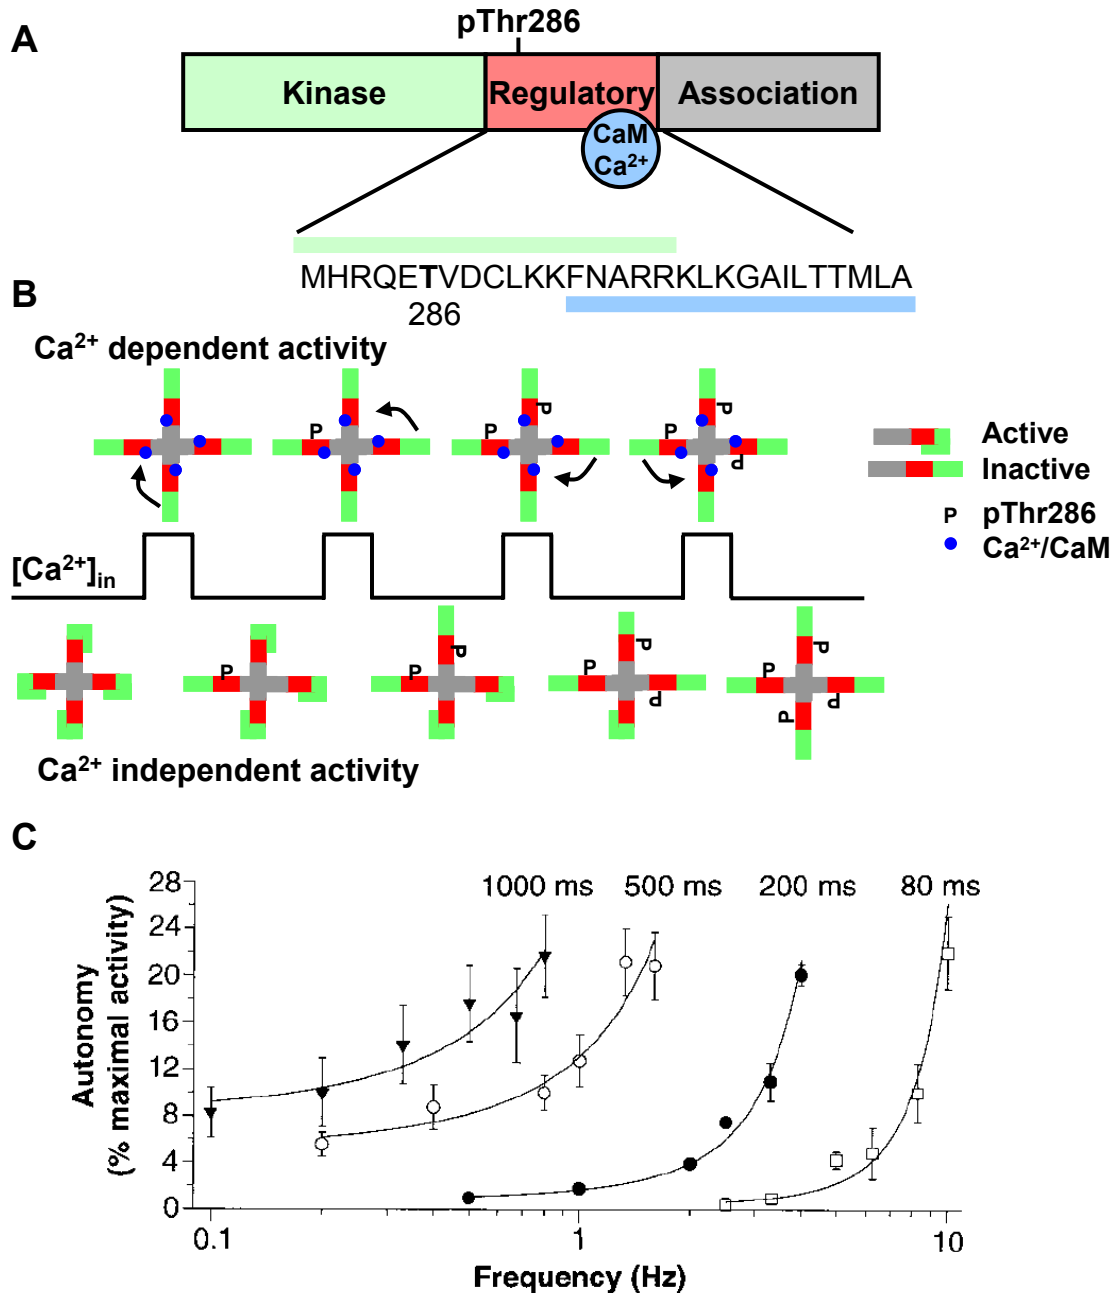 A
pThr286
Kinase
Regulatory
Association
CaM
Ca²⁺
MHRQETVDCLKKFNARRKLKGAILTTMLA
286
B
Ca²⁺ dependent activity
P
P
P
P
P
P
Active
Inactive
P pThr286
Ca²⁺/CaM
[Ca²⁺]in
P
P
P
P
P
P
P
P
P
P
Ca²⁺ independent activity
C
1000 ms 500 ms 200 ms 80 ms
28
24
20
16
12
8
4
0
Autonomy
(% maximal activity)
0.1 1 10
Frequency (Hz)